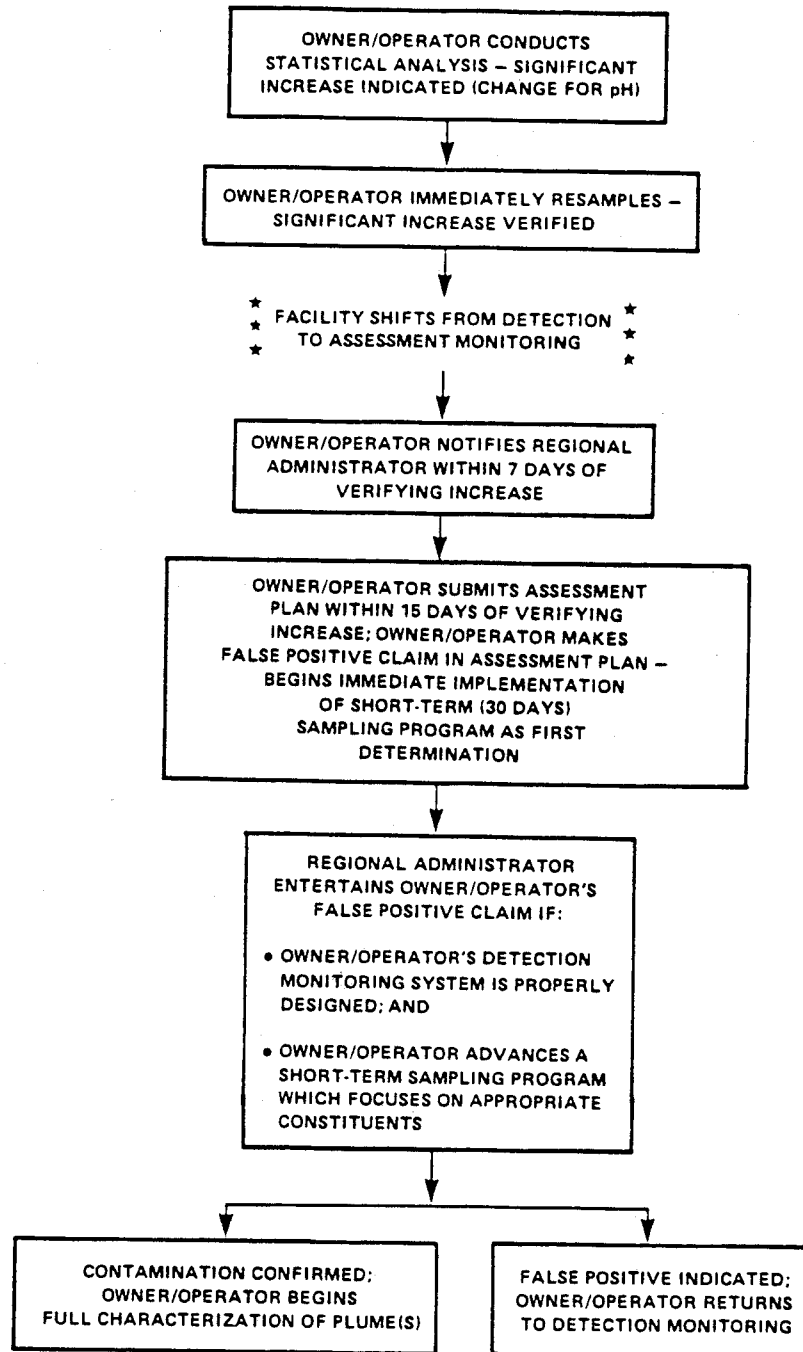 OWNER/OPERATOR CONDUCTS
STATISTICAL ANALYSIS – SIGNIFICANT
INCREASE INDICATED (CHANGE FOR pH)
OWNER/OPERATOR IMMEDIATELY RESAMPLES –
SIGNIFICANT INCREASE VERIFIED
FACILITY SHIFTS FROM DETECTION
TO ASSESSMENT MONITORING
OWNER/OPERATOR NOTIFIES REGIONAL
ADMINISTRATOR WITHIN 7 DAYS OF
VERIFYING INCREASE
OWNER/OPERATOR SUBMITS ASSESSMENT
PLAN WITHIN 15 DAYS OF VERIFYING
INCREASE; OWNER/OPERATOR MAKES
FALSE POSITIVE CLAIM IN ASSESSMENT PLAN –
BEGINS IMMEDIATE IMPLEMENTATION
OF SHORT-TERM (30 DAYS)
SAMPLING PROGRAM AS FIRST
DETERMINATION
REGIONAL ADMINISTRATOR
ENTERTAINS OWNER/OPERATOR'S
FALSE POSITIVE CLAIM IF:
• OWNER/OPERATOR'S DETECTION
MONITORING SYSTEM IS PROPERLY
DESIGNED; AND
• OWNER/OPERATOR ADVANCES A
SHORT-TERM SAMPLING PROGRAM
WHICH FOCUSES ON APPROPRIATE
CONSTITUENTS
CONTAMINATION CONFIRMED;
OWNER/OPERATOR BEGINS
FULL CHARACTERIZATION OF PLUME(S)
FALSE POSITIVE INDICATED;
OWNER/OPERATOR RETURNS
TO DETECTION MONITORING